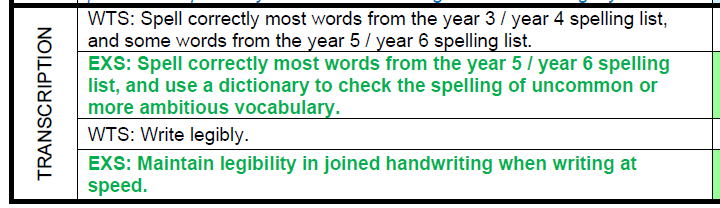 TRANSCRIPTION
WTS: Spell correctly most words from the year 3 / year 4 spelling list,
and some words from the year 5 / year 6 spelling list.
EXS: Spell correctly most words from the year 5 / year 6 spelling
list, and use a dictionary to check the spelling of uncommon or
more ambitious vocabulary.
WTS: Write legibly.
EXS: Maintain legibility in joined handwriting when writing at
speed.